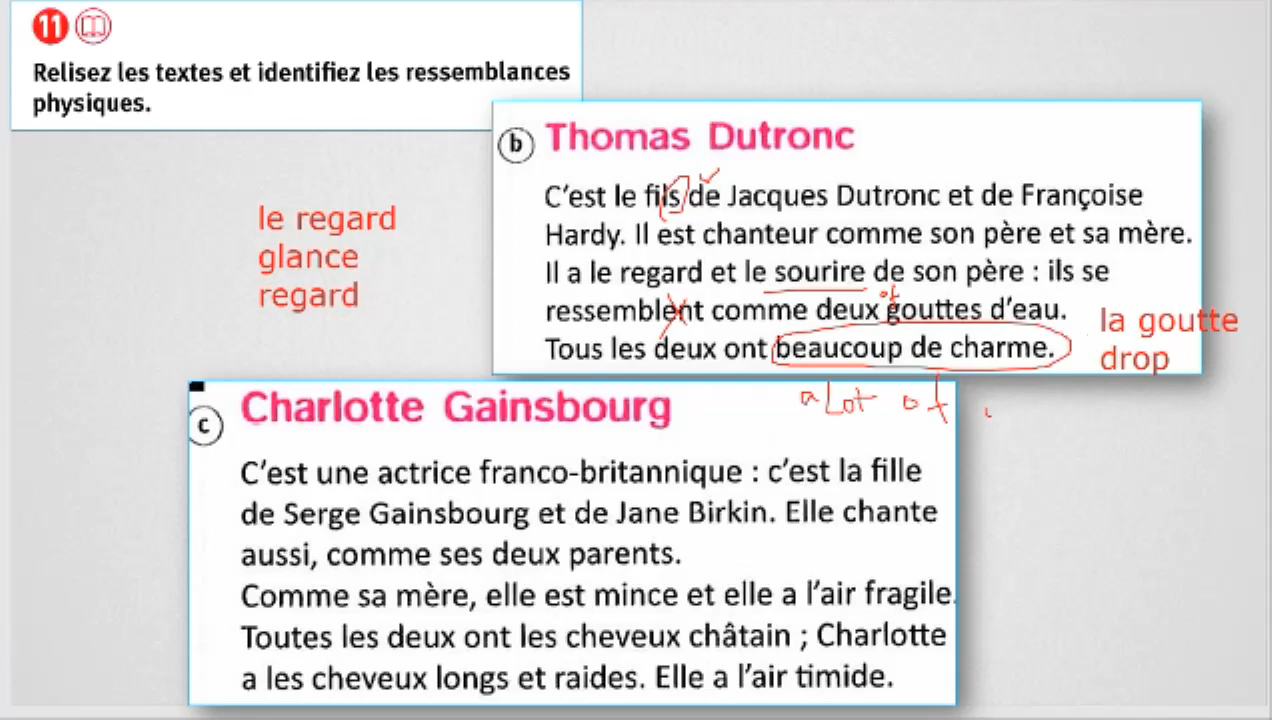 11
Relisez les textes et identifiez les ressemblances
physiques.
b Thomas Dutronc
C'est le fils de Jacques Dutronc et de Françoise
Hardy. Il est chanteur comme son père et sa mère.
Il a le regard et le sourire de son père : ils se
of
ressemblent comme deux gouttes d'eau.
Tous les deux ont beaucoup de charme.
a Lot of
le regard
glance
regard
la goutte
drop
c Charlotte Gainsbourg
C'est une actrice franco-britannique : c'est la fille
de Serge Gainsbourg et de Jane Birkin. Elle chante
aussi, comme ses deux parents.
Comme sa mère, elle est mince et elle a l'air fragile.
Toutes les deux ont les cheveux châtain ; Charlotte
a les cheveux longs et raides. Elle a l'air timide.